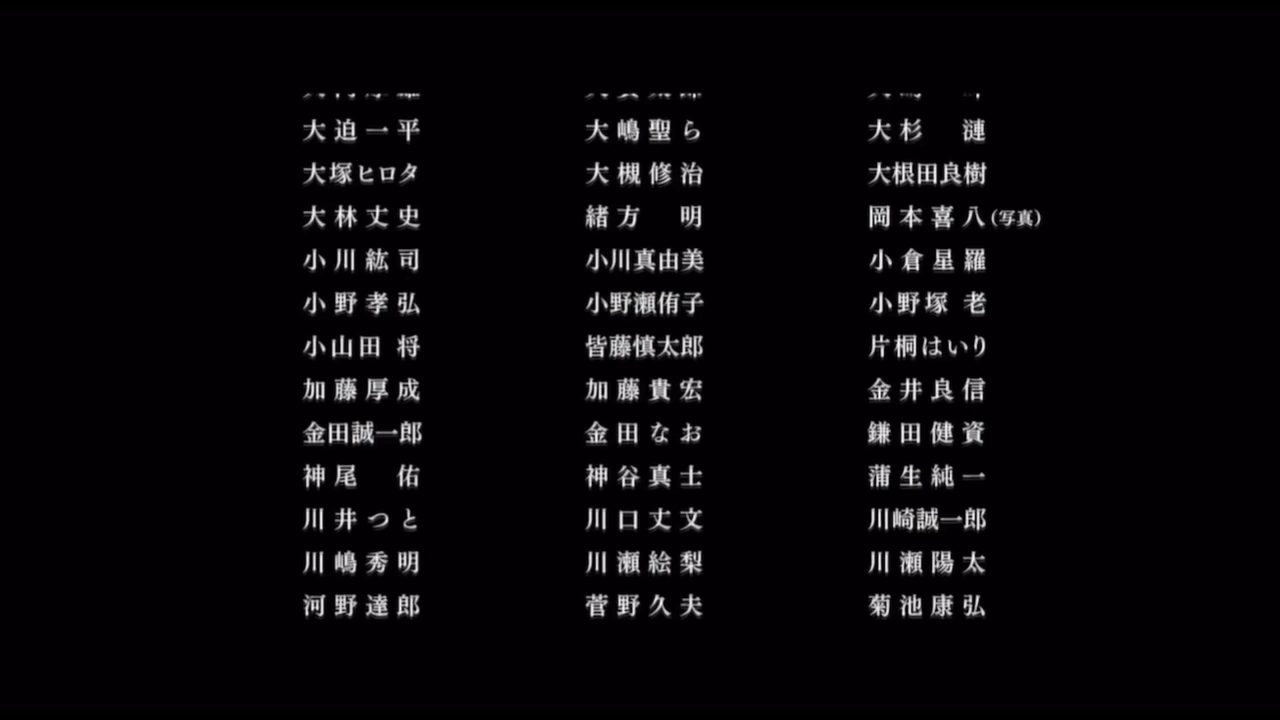 大迫一平 大嶋聖ら 大杉 漣
大塚ヒロタ 大槻修治 大根田良樹
大林丈史 緒方 明 岡本喜八(写真)
小川紘司 小川真由美 小倉星羅
小野孝弘 小野瀬侑子 小野塚 老
小山田 将 皆藤慎太郎 片桐はいり
加藤厚成 加藤貴宏 金井良信
金田誠一郎 金田なお 鎌田健資
神尾 佑 神谷真士 蒲生純一
川井つと 川口丈文 川崎誠一郎
川嶋秀明 川瀬絵梨 川瀬陽太
河野達郎 菅野久夫 菊池康弘